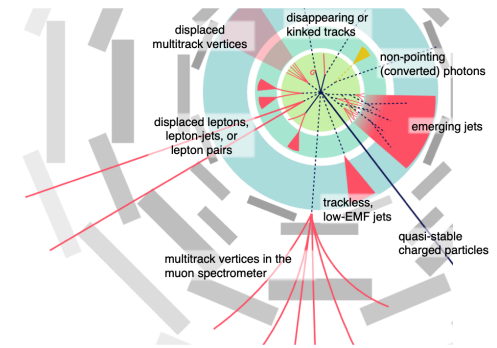 displaced
multitrack vertices
disappearing or
kinked tracks
non-pointing
(converted) photons
displaced leptons,
lepton-jets, or
lepton pairs
emerging jets
trackless,
low-EMF jets
quasi-stable
charged particles
multitrack vertices in the
muon spectrometer